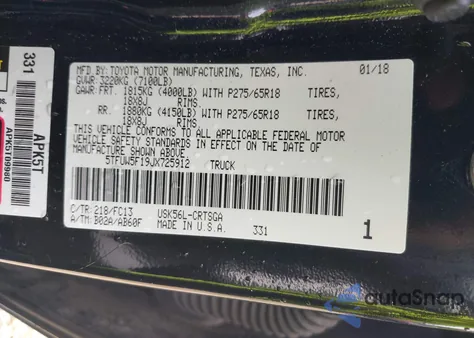 331
APK5T
APK5T09980
MFD.BY: TOYOTA MOTOR MANUFACTURING, TEXAS, INC. 01/18
GVWR: 3220KG (7100LB)
GAWR: FRT. 1815KG (4000LB) WITH P275/65R18 TIRES,
18X8J RIMS.
RR. 1880KG (4150LB) WITH P275/65R18 TIRES,
18X8J RIMS.
THIS VEHICLE CONFORMS TO ALL APPLICABLE FEDERAL MOTOR
VEHICLE SAFETY STANDARDS IN EFFECT ON THE DATE OF
MANUFACTURE SHOWN ABOVE.
5TFUW5F19JX725912 TRUCK
C/TR: 218/FC13 USK56L-CRTSGA
A/TM: B02A/AB60F MADE IN U.S.A. 331 1
autoSnap